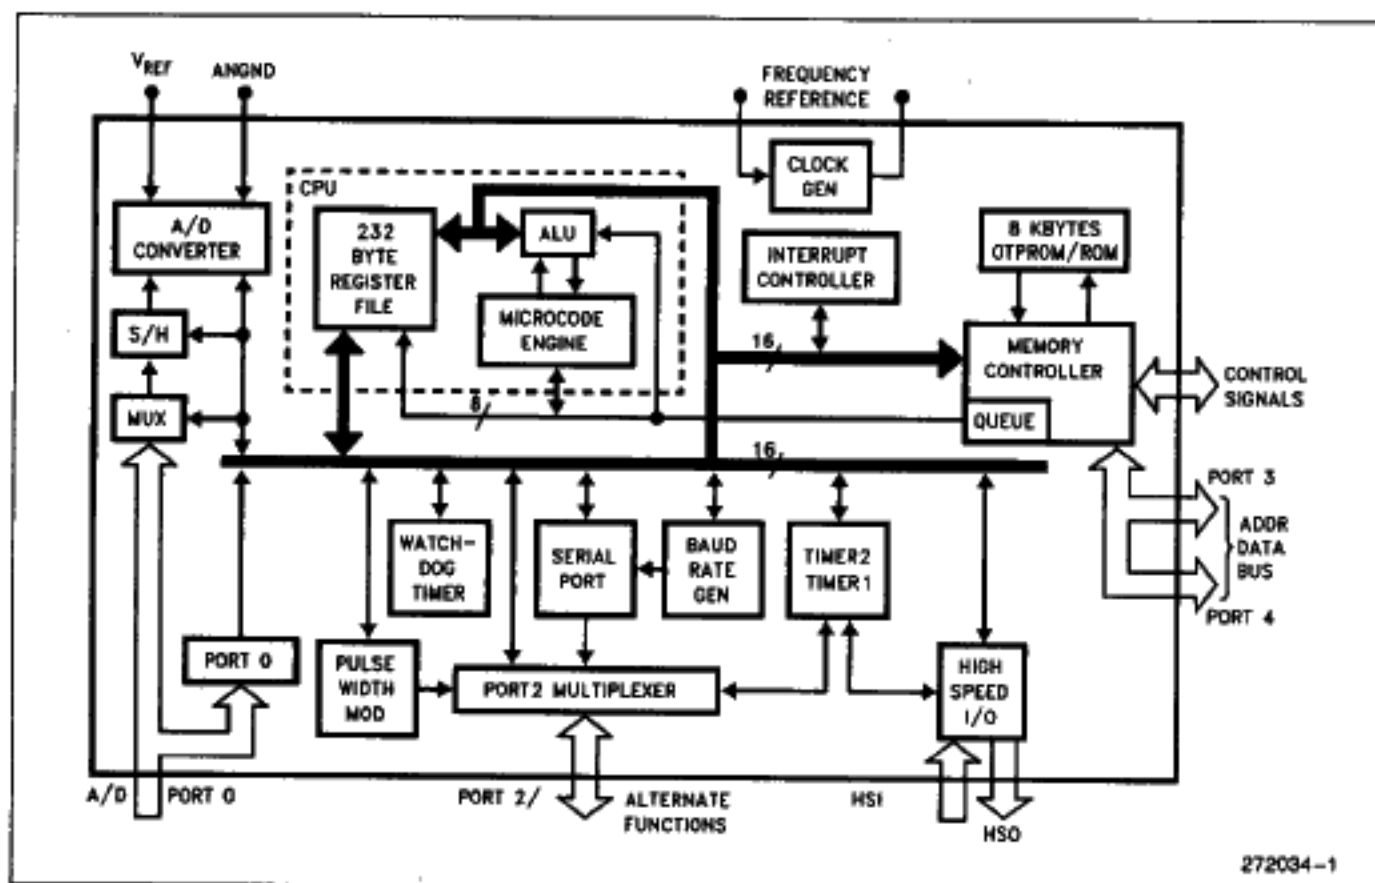 VREF
ANGND
FREQUENCY
REFERENCE
CLOCK
GEN
CPU
A/D
CONVERTER
232
BYTE
REGISTER
FILE
ALU
INTERRUPT
CONTROLLER
8 KBYTES
OTPROM/ROM
S/H
MICROCODE
ENGINE
16
MEMORY
CONTROLLER
CONTROL
SIGNALS
MUX
8
QUEUE
16
PORT 3
ADDR
DATA
BUS
PORT 4
WATCH-
DOG
TIMER
SERIAL
PORT
BAUD
RATE
GEN
TIMER2
TIMER1
PORT 0
PULSE
WIDTH
MOD
PORT2 MULTIPLEXER
HIGH
SPEED
I/O
A/D
PORT 0
PORT 2/
ALTERNATE
FUNCTIONS
HSI
HSO
272034-1